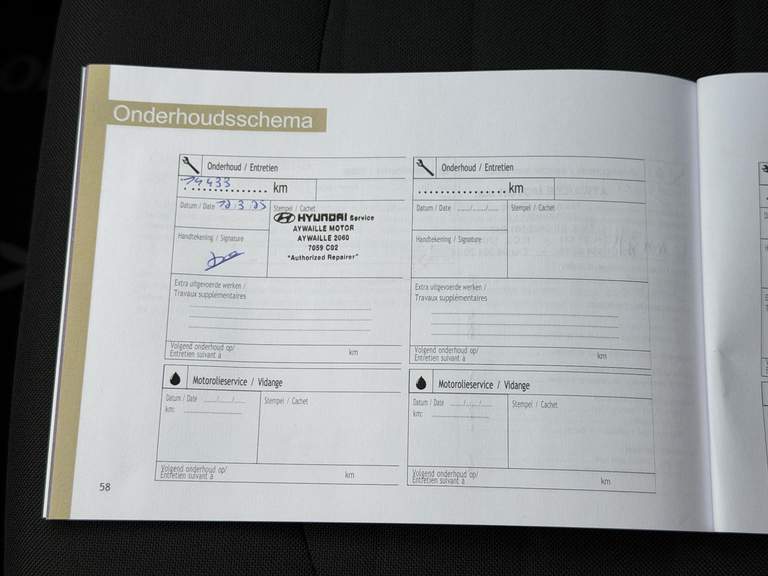 Onderhoudsschema
Onderhoud / Entretien
14433 km
Datum / Date 12.3.25
Stempel / Cachet
HYUNDAI Service
AYWAILLE MOTOR
AYWAILLE 2060
7059 C02
"Authorized Repairer"
Handtekening / Signature
Extra uitgevoerde werken /
Travaux supplémentaires
Volgend onderhoud op/
Entretien suivant à km
Motorolieservice / Vidange
Datum / Date
Stempel / Cachet
km:
Volgend onderhoud op/
Entretien suivant à km
Onderhoud / Entretien
km
Datum / Date
Stempel / Cachet
Handtekening / Signature
Extra uitgevoerde werken /
Travaux supplémentaires
Volgend onderhoud op/
Entretien suivant à km
Motorolieservice / Vidange
Datum / Date
Stempel / Cachet
km:
Volgend onderhoud op/
Entretien suivant à km
58